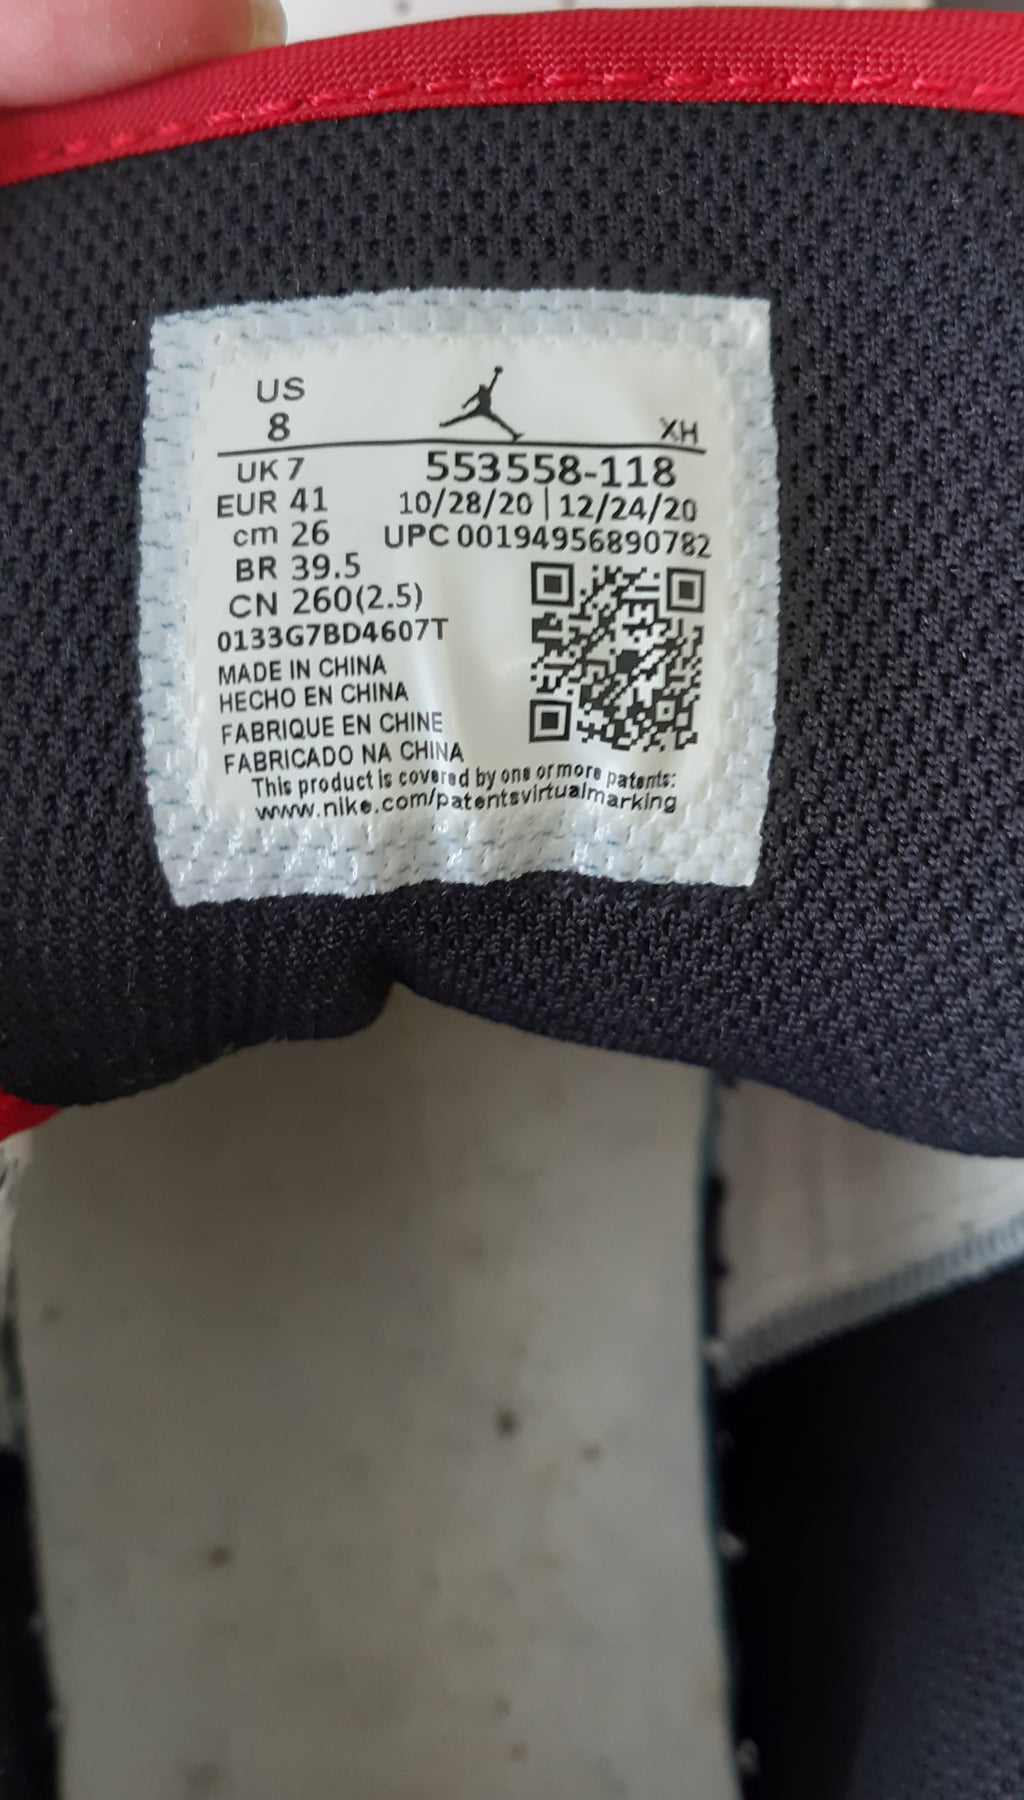 US
8
XH
UK 7
553558-118
EUR 41
10/28/20 | 12/24/20
cm 26
UPC 00194956890782
BR 39.5
CN 260(2.5)
0133G7BD4607T
MADE IN CHINA
HECHO EN CHINA
FABRIQUE EN CHINE
FABRICADO NA CHINA
This product is covered by one or more patents:
www.nike.com/patentsvirtualmarking